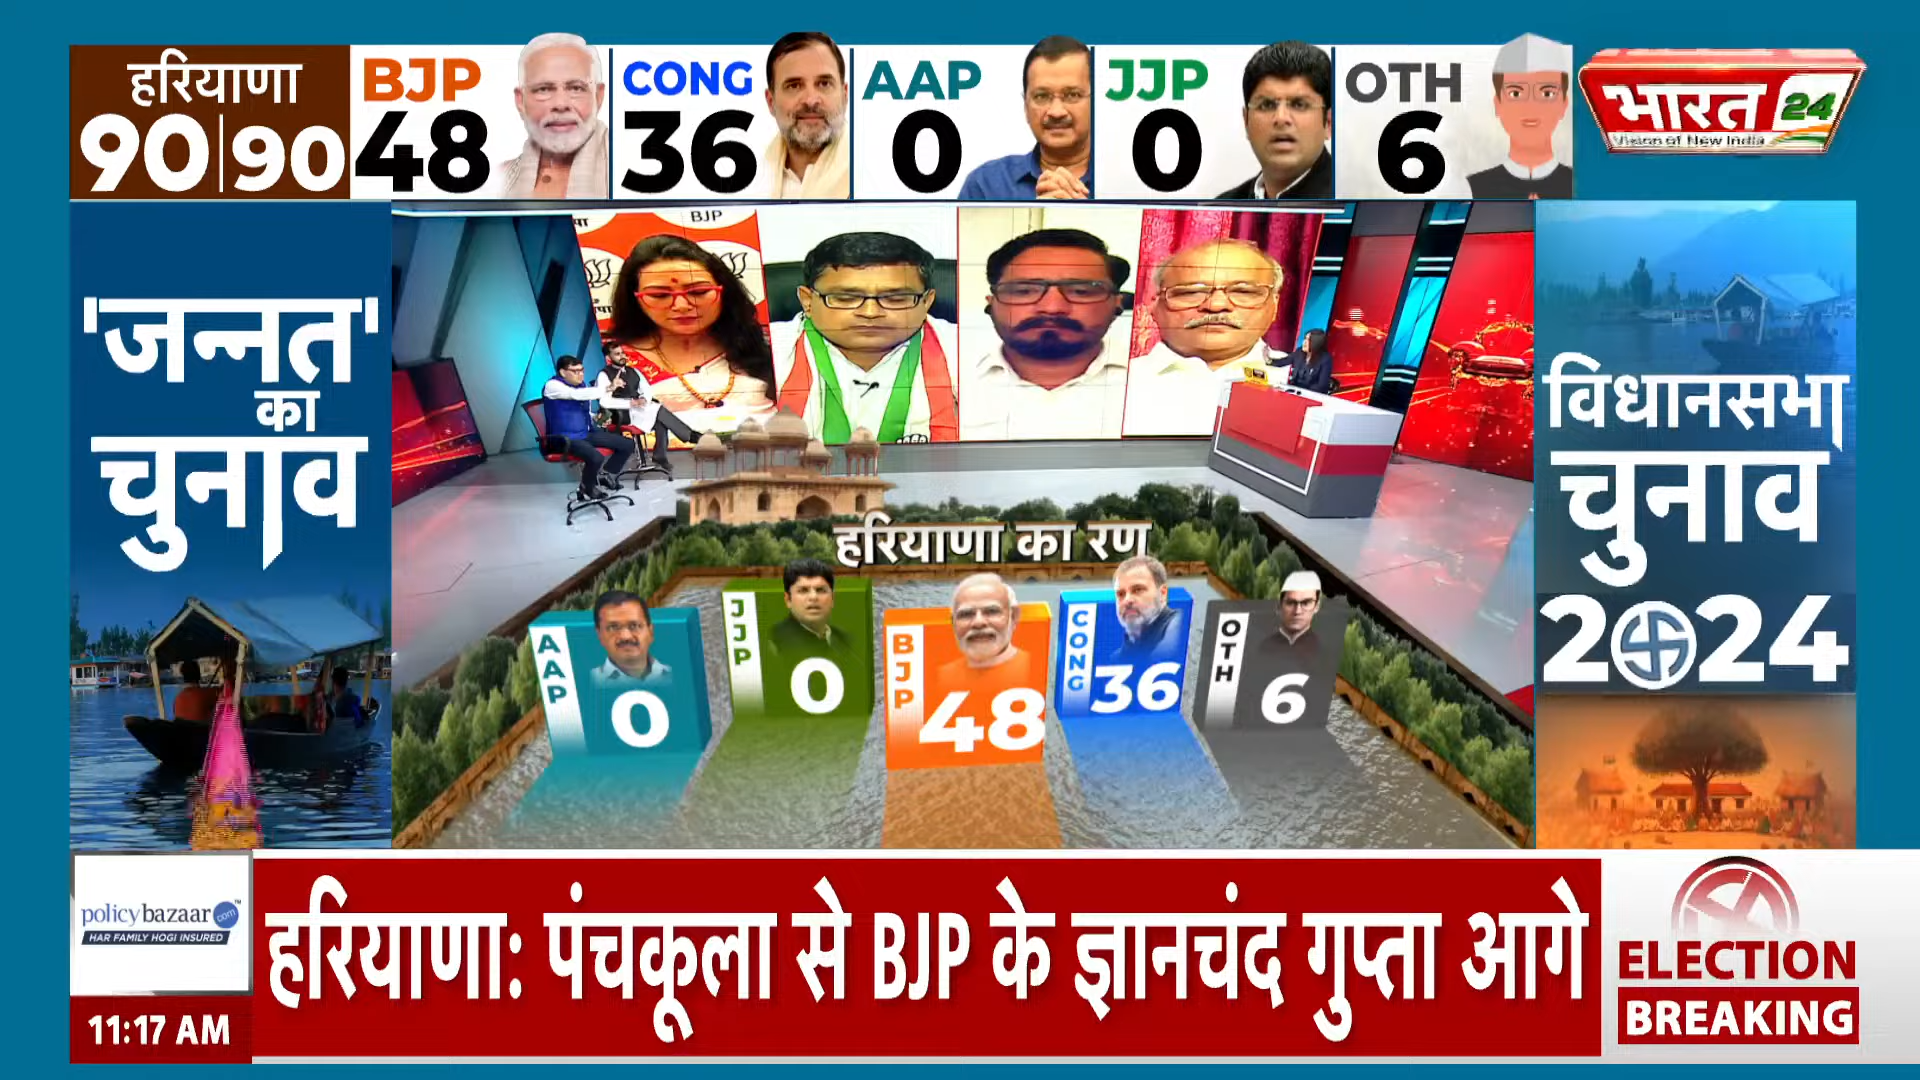 हरियाणा
90 90
BJP
48
CONG
36
AAP
0
JJP
0
OTH
6
भारत 24
Vision of New India
'जन्नत'
का
चुनाव
BJP
हरियाणा का रण
AAP
0
JJP
0
BJP
48
CONG
36
OTH
6
विधानसभा
चुनाव
2024
policybazaar.com
HAR FAMILY HOGI INSURED
11:17 AM
हरियाणा: पंचकूला से BJP के ज्ञानचंद गुप्ता आगे
ELECTION
BREAKING